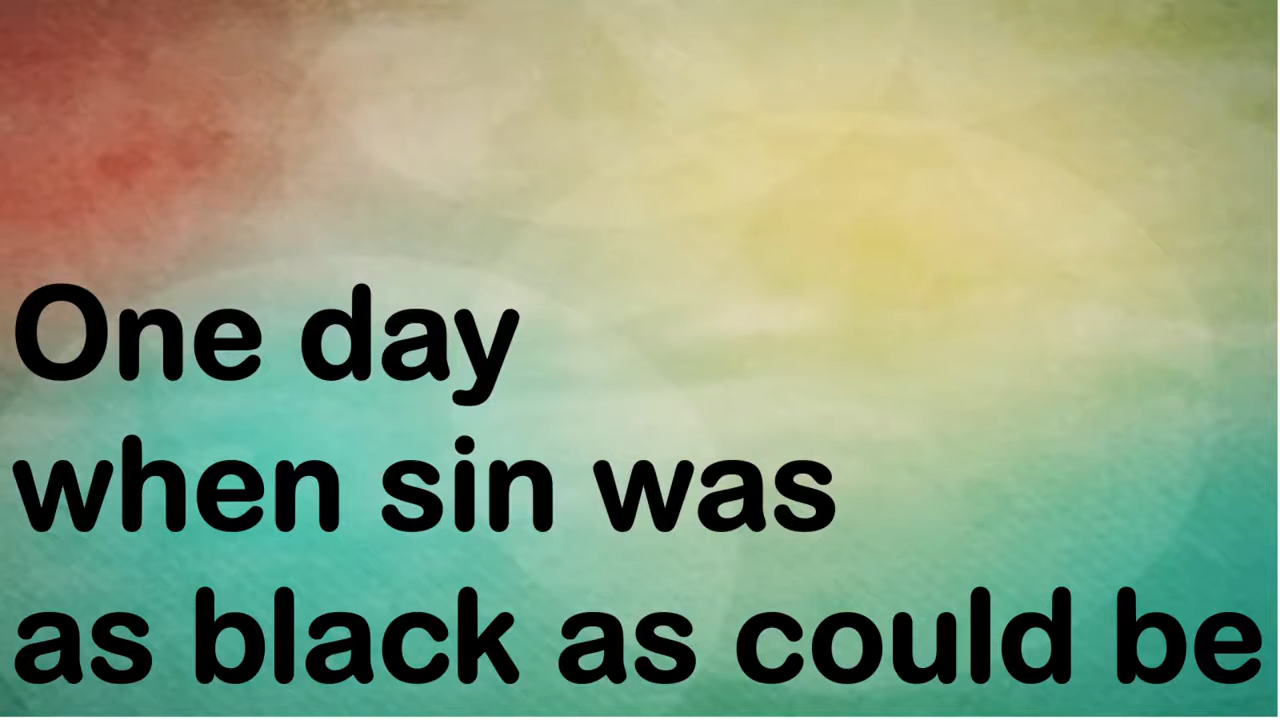 One day
when sin was
as black as could be